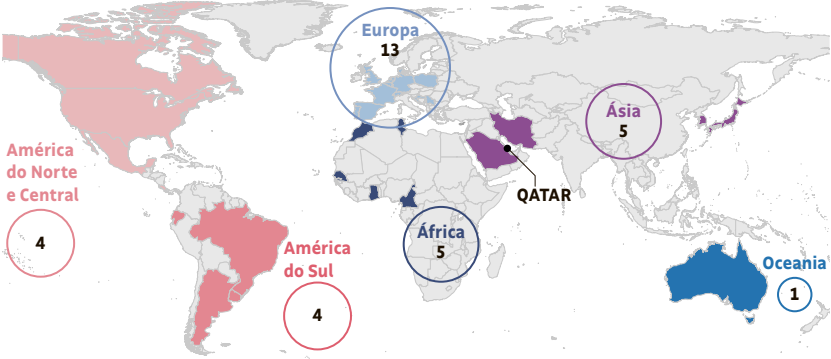 Europa
13
Ásia
5
América
do Norte
e Central
4
QATAR
América
do Sul
4
África
5
Oceania
1